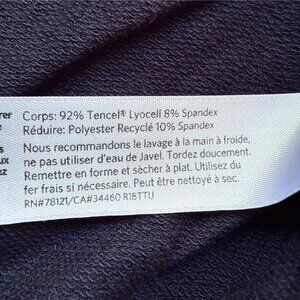 Corps: 92% Tencel® Lyocell 8% Spandex
Réduire: Polyester Recyclé 10% Spandex
Nous recommandons le lavage à la main à froide,
ne pas utiliser d'eau de Javel. Tordez doucement.
Remettre en forme et sècher à plat. Utilisez du
fer frais si nécessaire. Peut être nettoyé à sec.
RN#78121/CA#34460 R18TTU